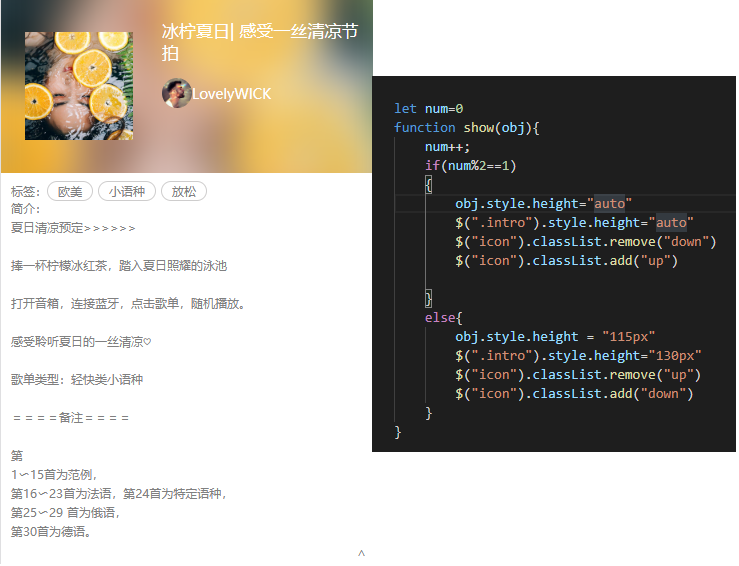 冰柠夏日| 感受一丝清凉节
拍
LovelyWICK
标签： 欧美 小语种 放松
简介：
夏日清凉预定>>>>>>
捧一杯柠檬冰红茶，踏入夏日照耀的泳池
打开音箱，连接蓝牙，点击歌单，随机播放。
感受聆听夏日的一丝清凉♡
歌单类型：轻快类小语种
＝＝＝＝备注＝＝＝＝
第
1∽15首为范例，
第16∽23首为法语，第24首为特定语种，
第25∽29 首为俄语，
第30首为德语。
^
let num=0
function show(obj){
num++;
if(num%2==1)
{
obj.style.height="auto"
$(".intro").style.height="auto"
$("icon").classList.remove("down")
$("icon").classList.add("up")
}
else{
obj.style.height = "115px"
$(".intro").style.height="130px"
$("icon").classList.remove("up")
$("icon").classList.add("down")
}
}